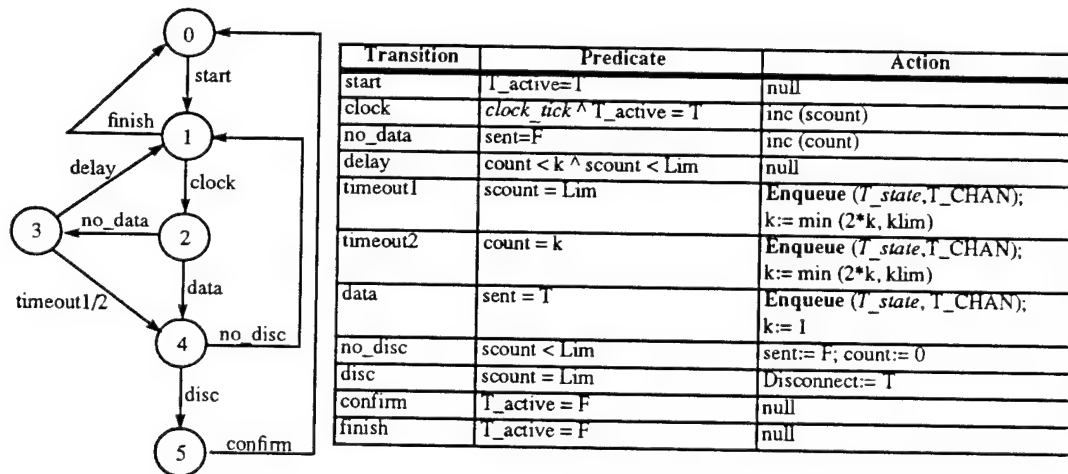 0
start
finish
1
delay
clock
3
no_data
2
data
timeout1/2
4
no_disc
disc
5
confirm
Transition Predicate Action
start T_active=T null
clock clock_tick ^ T_active = T inc (scount)
no_data sent=F inc (count)
delay count < k ^ scount < Lim null
timeout1 scount = Lim Enqueue (T_state,T_CHAN);
k:= min (2*k, klim)
timeout2 count = k Enqueue (T_state,T_CHAN);
k:= min (2*k, klim)
data sent = T Enqueue (T_state, T_CHAN);
k:= 1
no_disc scount < Lim sent:= F; count:= 0
disc scount = Lim Disconnect:= T
confirm T_active = F null
finish T_active = F null